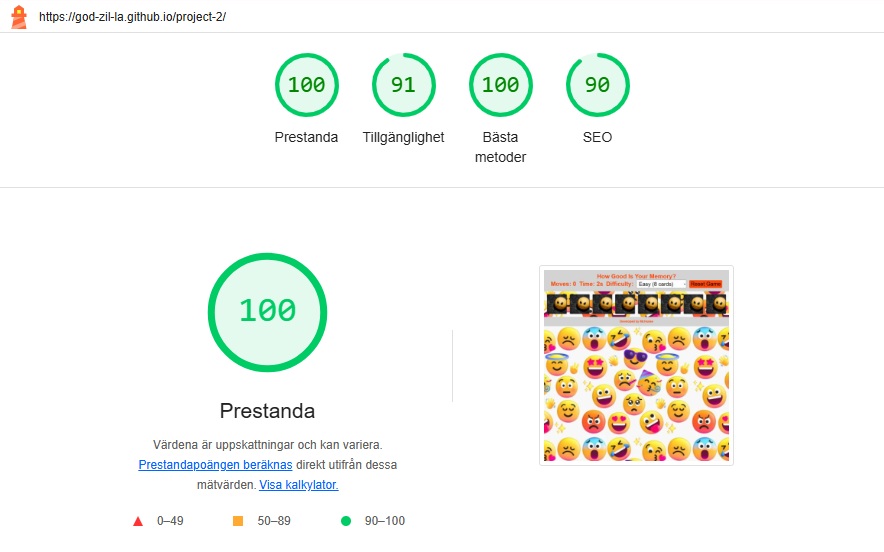 https://god-zil-la.github.io/project-2/
100
91
100
90
Prestanda
Tillgänglighet
Bästa
metoder
SEO
100
Prestanda
Värdena är uppskattningar och kan variera.
Prestandapoängen beräknas direkt utifrån dessa
mätvärden. Visa kalkylator.
0–49
50–89
90–100
How Good Is Your Memory?
Moves: 0 Time: 2s Difficulty: Easy (8 cards) Reset Game